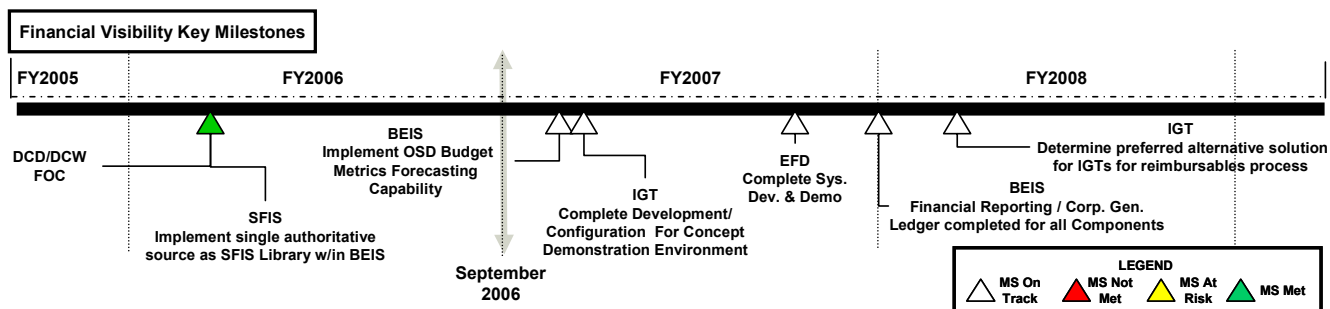 Financial Visibility Key Milestones
FY2005
FY2006
FY2007
FY2008
DCD/DCW
FOC
SFIS
Implement single authoritative
source as SFIS Library w/in BEIS
BEIS
Implement OSD Budget
Metrics Forecasting
Capability
September
2006
IGT
Complete Development/
Configuration For Concept
Demonstration Environment
EFD
Complete Sys.
Dev. & Demo
BEIS
Financial Reporting / Corp. Gen.
Ledger completed for all Components
IGT
Determine preferred alternative solution
for IGTs for reimbursables process
LEGEND
MS On
Track
MS Not
Met
MS At
Risk
MS Met